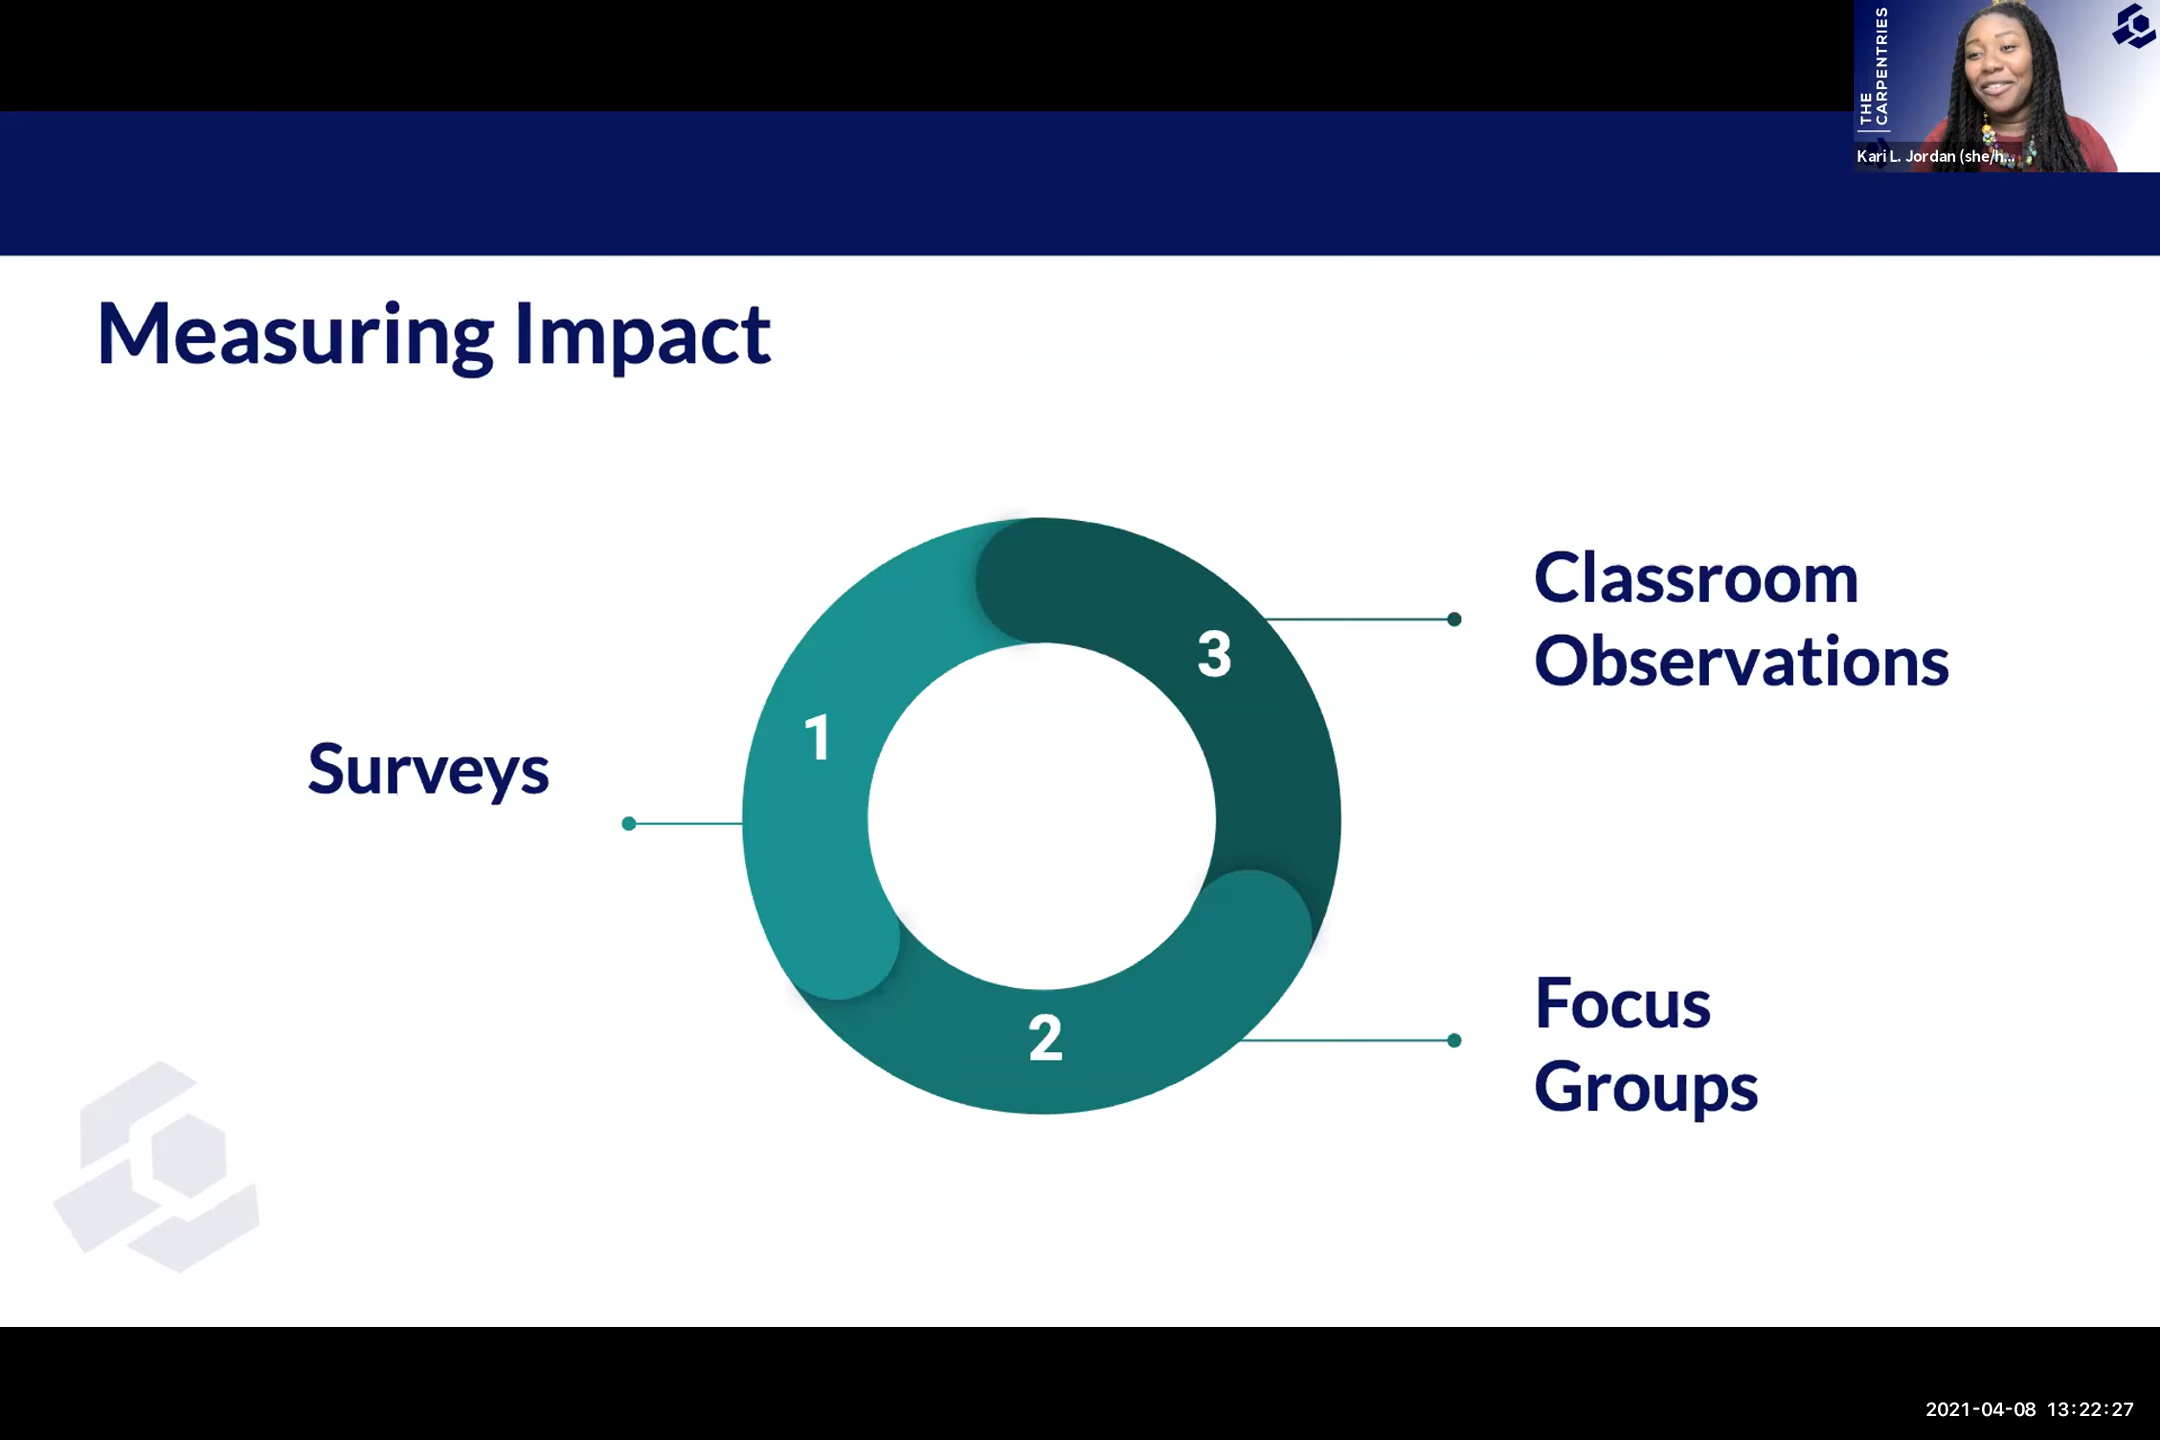 THE
CARPENTRIES
Kari L. Jordan (she/h...
Measuring Impact
Classroom
Observations
3
1
Surveys
Focus
Groups
2
2021-04-08 13:22:27